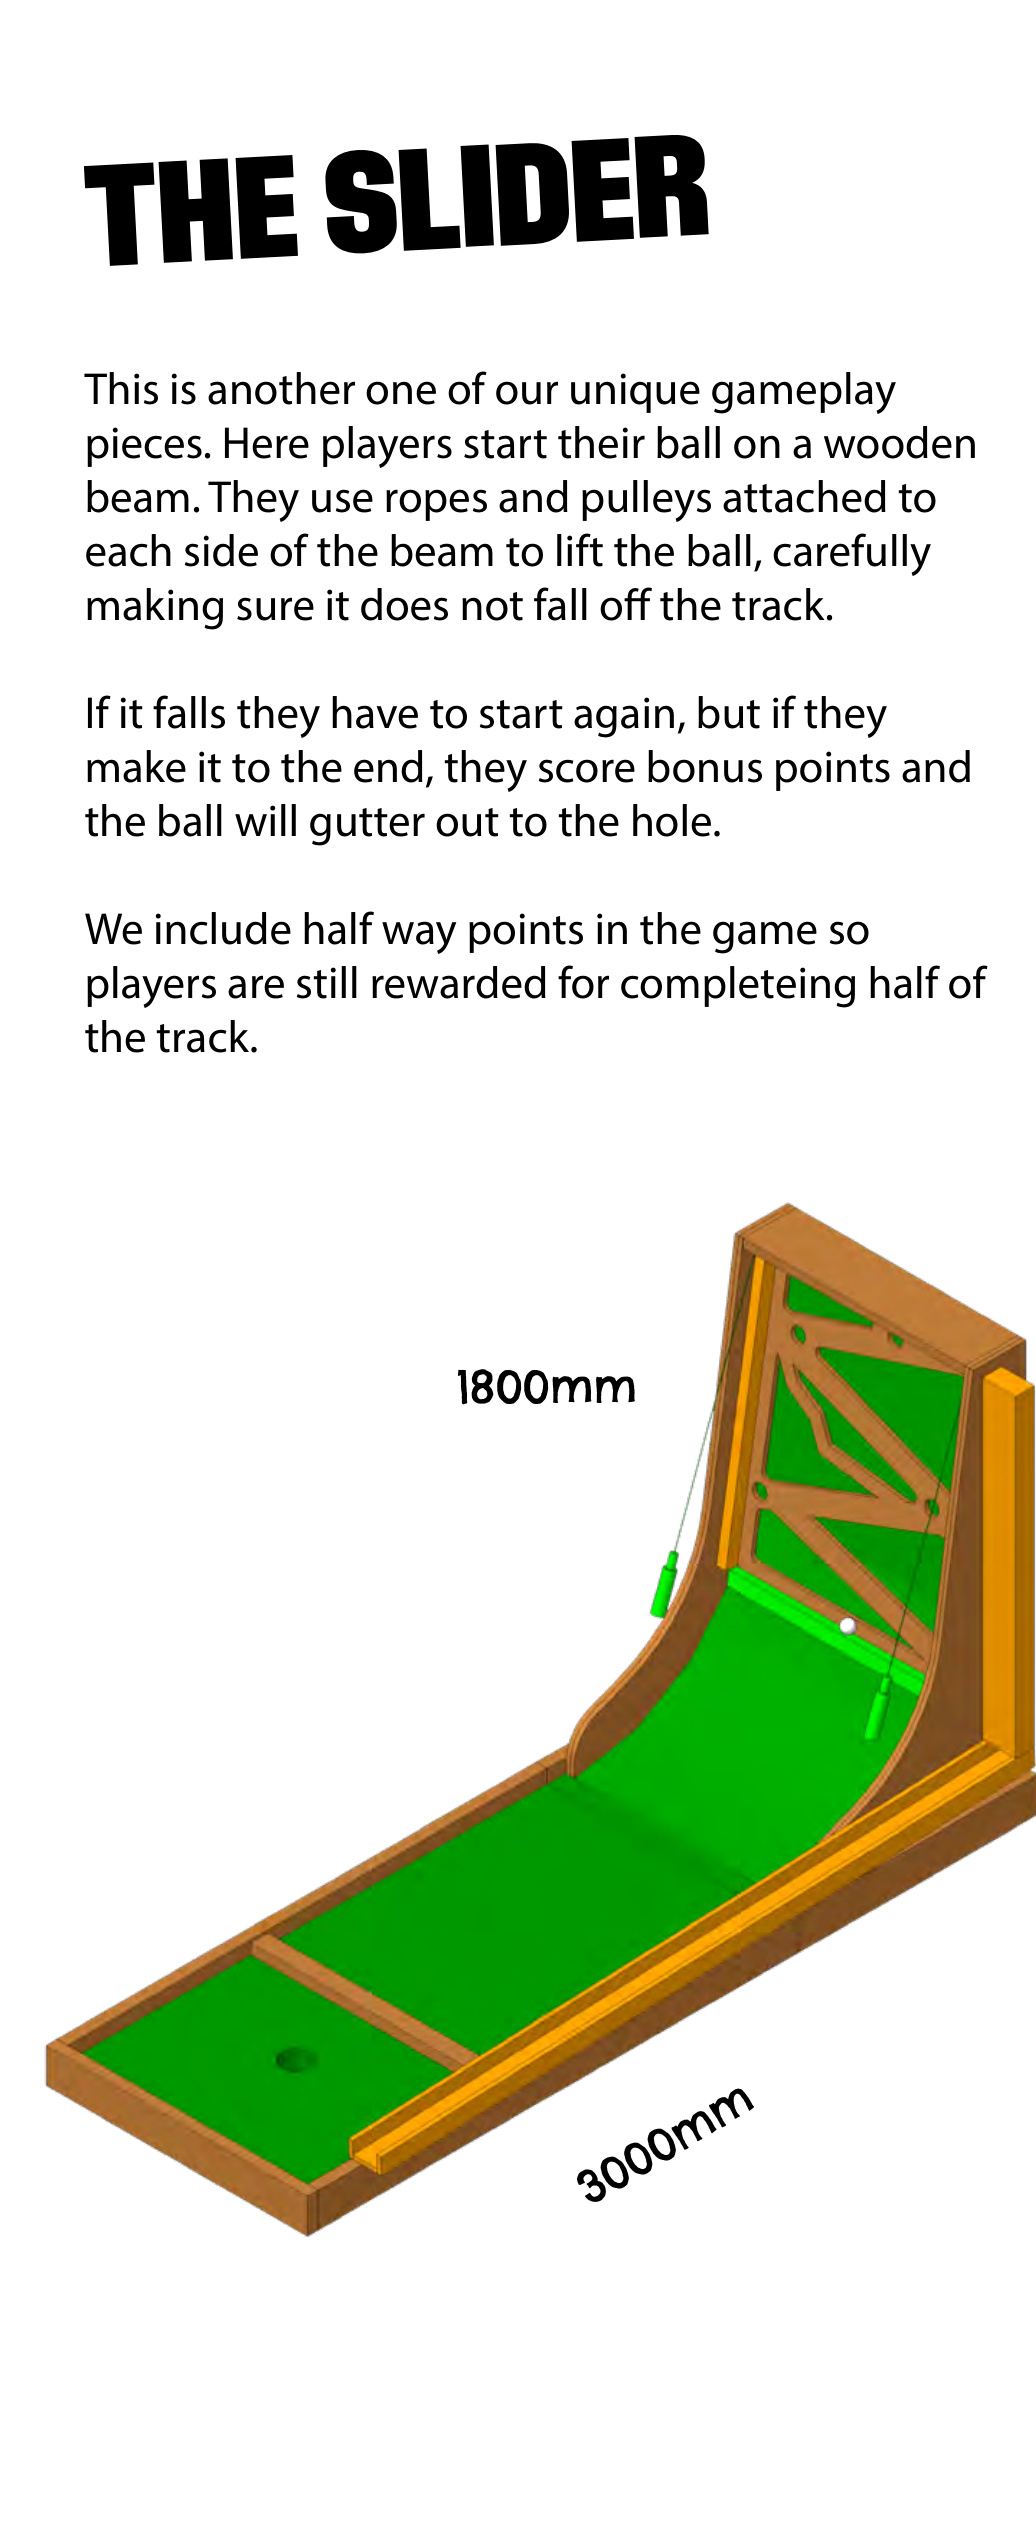 THE SLIDER
This is another one of our unique gameplay
pieces. Here players start their ball on a wooden
beam. They use ropes and pulleys attached to
each side of the beam to lift the ball, carefully
making sure it does not fall off the track.
If it falls they have to start again, but if they
make it to the end, they score bonus points and
the ball will gutter out to the hole.
We include half way points in the game so
players are still rewarded for completeing half of
the track.
1800mm
3000mm